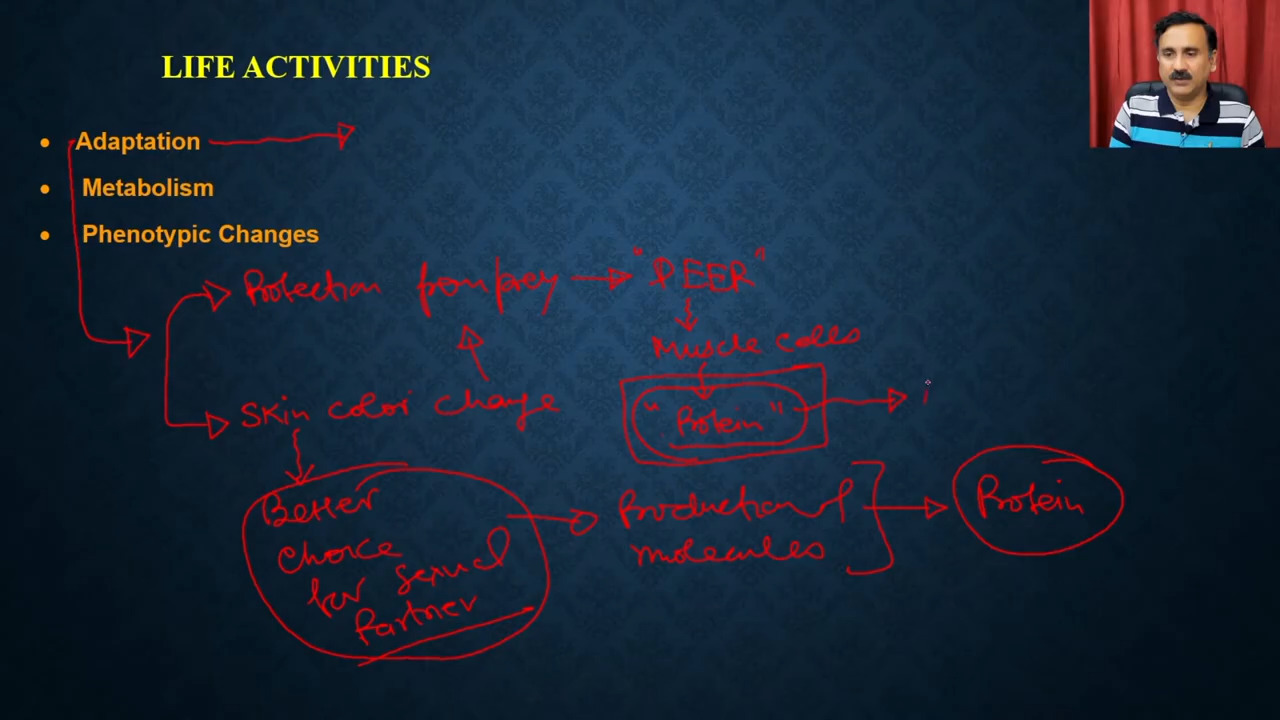 LIFE ACTIVITIES
• Adaptation
• Metabolism
• Phenotypic Changes
Protection from prey → "DEER"
Muscle cells
Skin color change
"Protein" → i
Better
choice
for sexual
Partner
Production of
molecules
Protein